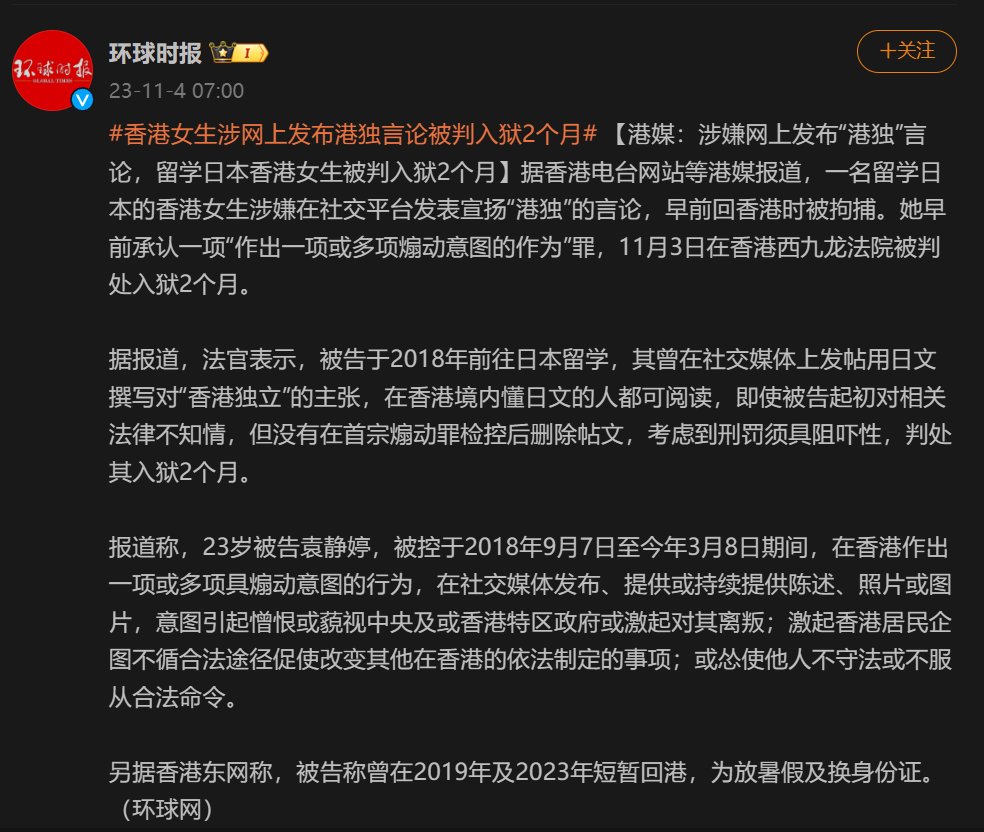 环球时报
GLOBAL TIMES
环球时报 I
+关注
23-11-4 07:00
#香港女生涉网上发布港独言论被判入狱2个月# 【港媒：涉嫌网上发布“港独”言
论，留学日本香港女生被判入狱2个月】据香港电台网站等港媒报道，一名留学日
本的香港女生涉嫌在社交平台发表宣扬“港独”的言论，早前回香港时被拘捕。她早
前承认一项“作出一项或多项煽动意图的作为”罪，11月3日在香港西九龙法院被判
处入狱2个月。
据报道，法官表示，被告于2018年前往日本留学，其曾在社交媒体上发帖用日文
撰写对“香港独立”的主张，在香港境内懂日文的人都可阅读，即使被告起初对相关
法律不知情，但没有在首宗煽动罪检控后删除帖文，考虑到刑罚须具阻吓性，判处
其入狱2个月。
报道称，23岁被告袁静婷，被控于2018年9月7日至今年3月8日期间，在香港作出
一项或多项具煽动意图的行为，在社交媒体发布、提供或持续提供陈述、照片或图
片，意图引起憎恨或藐视中央及或香港特区政府或激起对其离叛；激起香港居民企
图不循合法途径促使改变其他在香港的依法制定的事项；或怂使他人不守法或不服
从合法命令。
另据香港东网称，被告称曾在2019年及2023年短暂回港，为放暑假及换身份证。
（环球网）